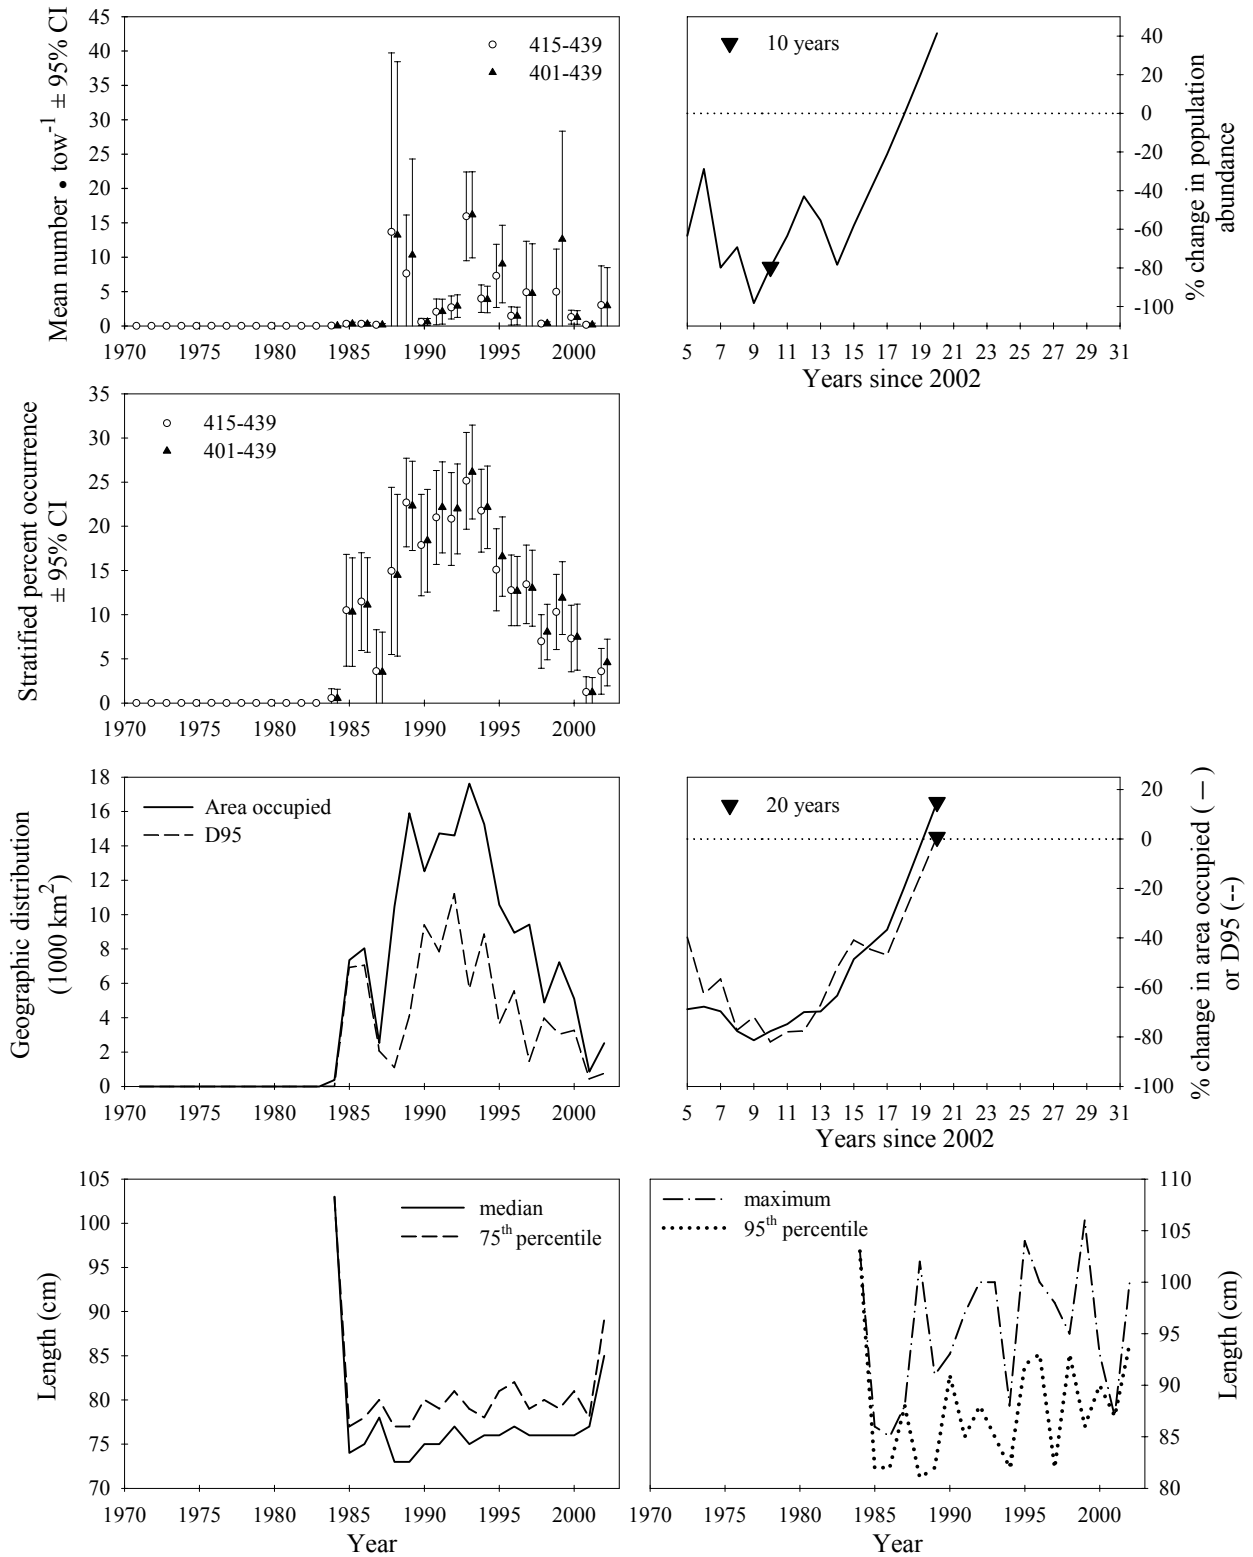 Mean number • tow-1 ± 95% CI
45
40
35
30
25
20
15
10
5
0
415-439
401-439
1970 1975 1980 1985 1990 1995 2000
10 years
40
20
0
-20
-40
-60
-80
-100
% change in population
abundance
5 7 9 11 13 15 17 19 21 23 25 27 29 31
Years since 2002
Stratified percent occurrence
± 95% CI
35
30
25
20
15
10
5
0
415-439
401-439
1970 1975 1980 1985 1990 1995 2000
Geographic distribution
(1000 km2)
18
16
14
12
10
8
6
4
2
0
Area occupied
D95
1970 1975 1980 1985 1990 1995 2000
20 years
20
0
-20
-40
-60
-80
-100
% change in area occupied (—)
or D95 (--)
5 7 9 11 13 15 17 19 21 23 25 27 29 31
Years since 2002
Length (cm)
105
100
95
90
85
80
75
70
median
75th percentile
1970 1975 1980 1985 1990 1995 2000
Year
maximum
95th percentile
110
105
100
95
90
85
80
Length (cm)
1970 1975 1980 1985 1990 1995 2000
Year